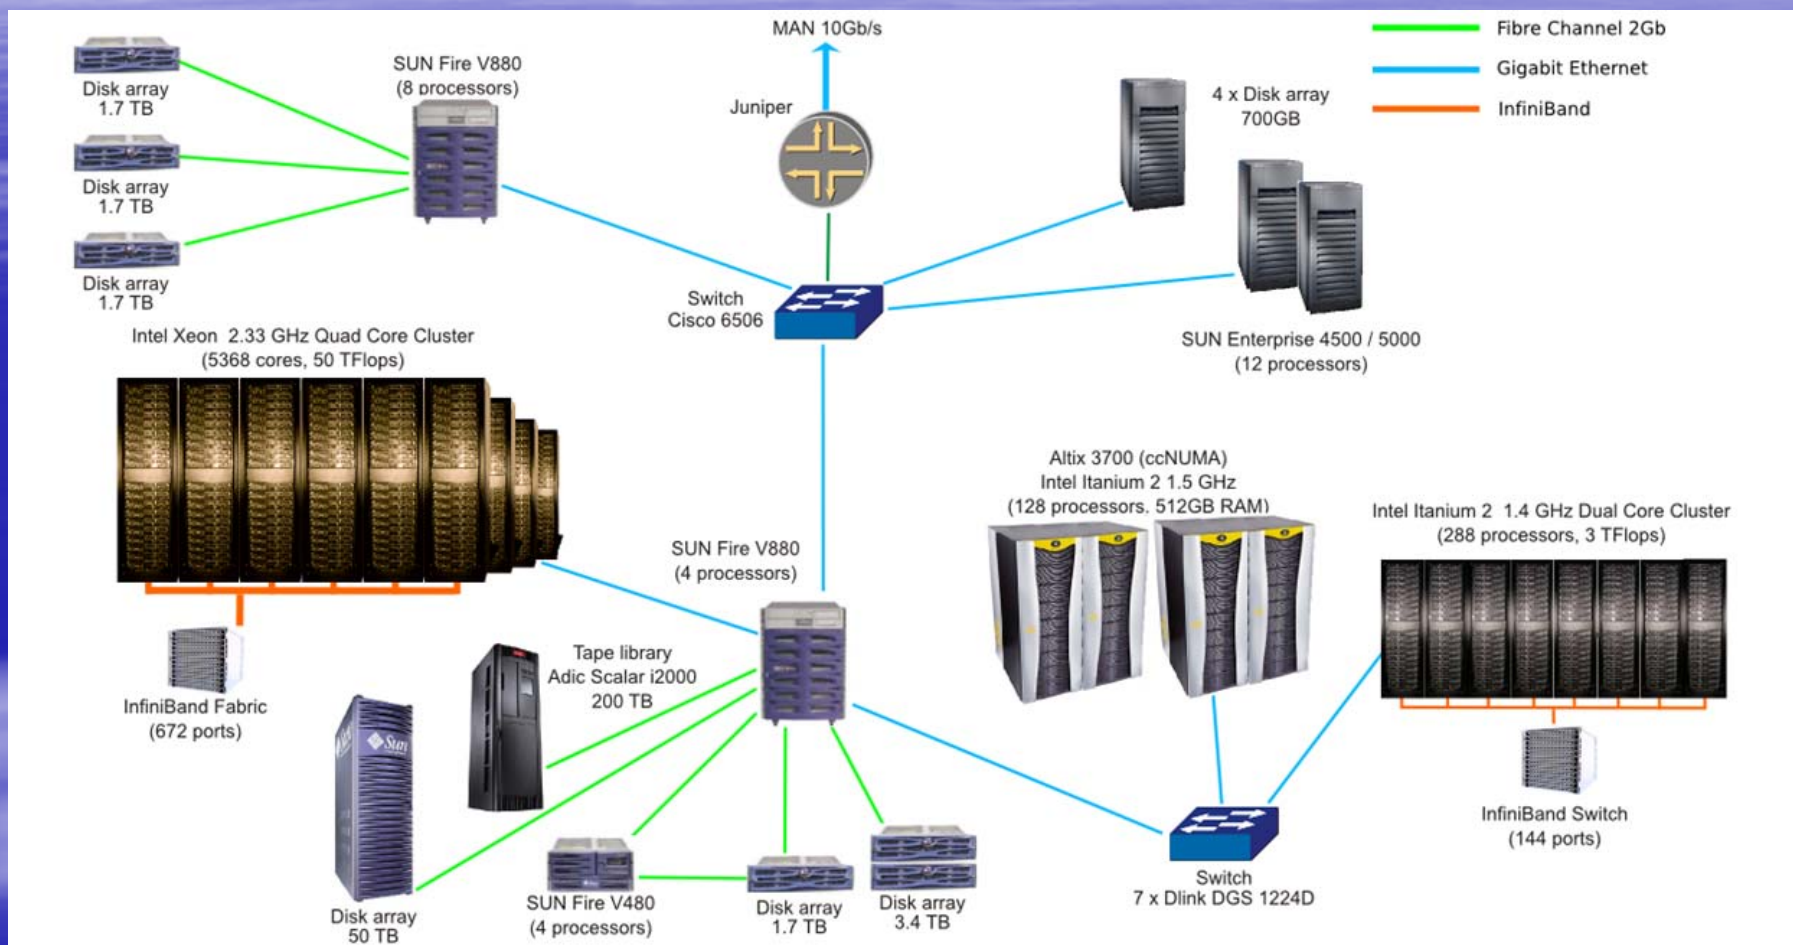 MAN 10Gb/s
Fibre Channel 2Gb
Gigabit Ethernet
InfiniBand
Disk array
1.7 TB
Disk array
1.7 TB
Disk array
1.7 TB
SUN Fire V880
(8 processors)
Juniper
4 x Disk array
700GB
Switch
Cisco 6506
SUN Enterprise 4500 / 5000
(12 processors)
Intel Xeon 2.33 GHz Quad Core Cluster
(5368 cores, 50 TFlops)
InfiniBand Fabric
(672 ports)
SUN Fire V880
(4 processors)
Altix 3700 (ccNUMA)
Intel Itanium 2 1.5 GHz
(128 processors. 512GB RAM)
Intel Itanium 2 1.4 GHz Dual Core Cluster
(288 processors, 3 TFlops)
Tape library
Adic Scalar i2000
200 TB
Sun
InfiniBand Switch
(144 ports)
Disk array
50 TB
SUN Fire V480
(4 processors)
Disk array
1.7 TB
Disk array
3.4 TB
Switch
7 x Dlink DGS 1224D